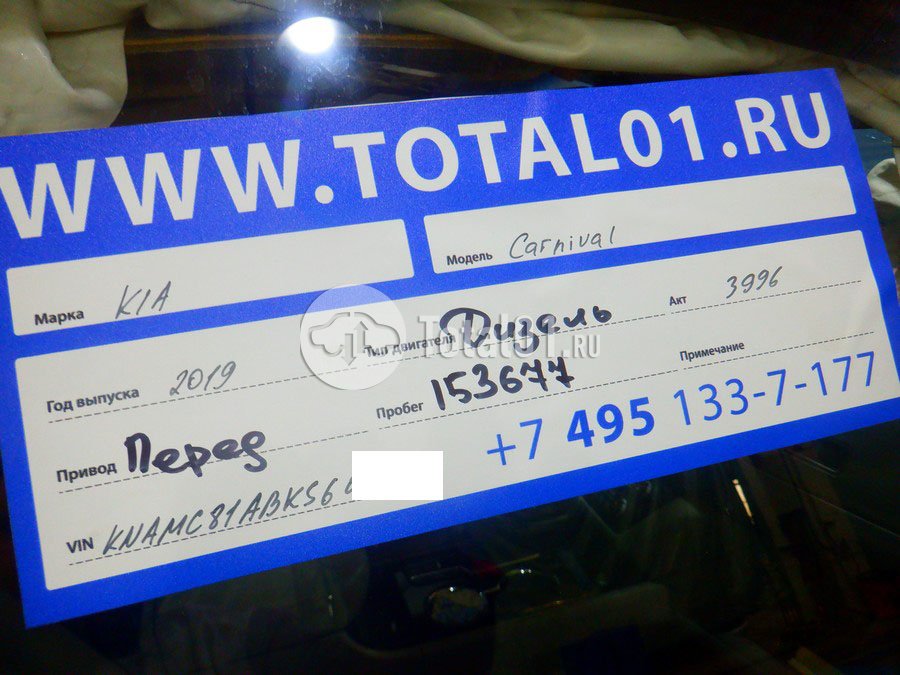 WWW.TOTAL01.RU
Марка KIA Модель Carnival
Год выпуска 2019 Тип двигателя Дизель Акт 3996
Привод Перед Пробег 153677 Примечание
VIN KNAMC81ABKS6 +7 495 133-7-177
Total01.RU